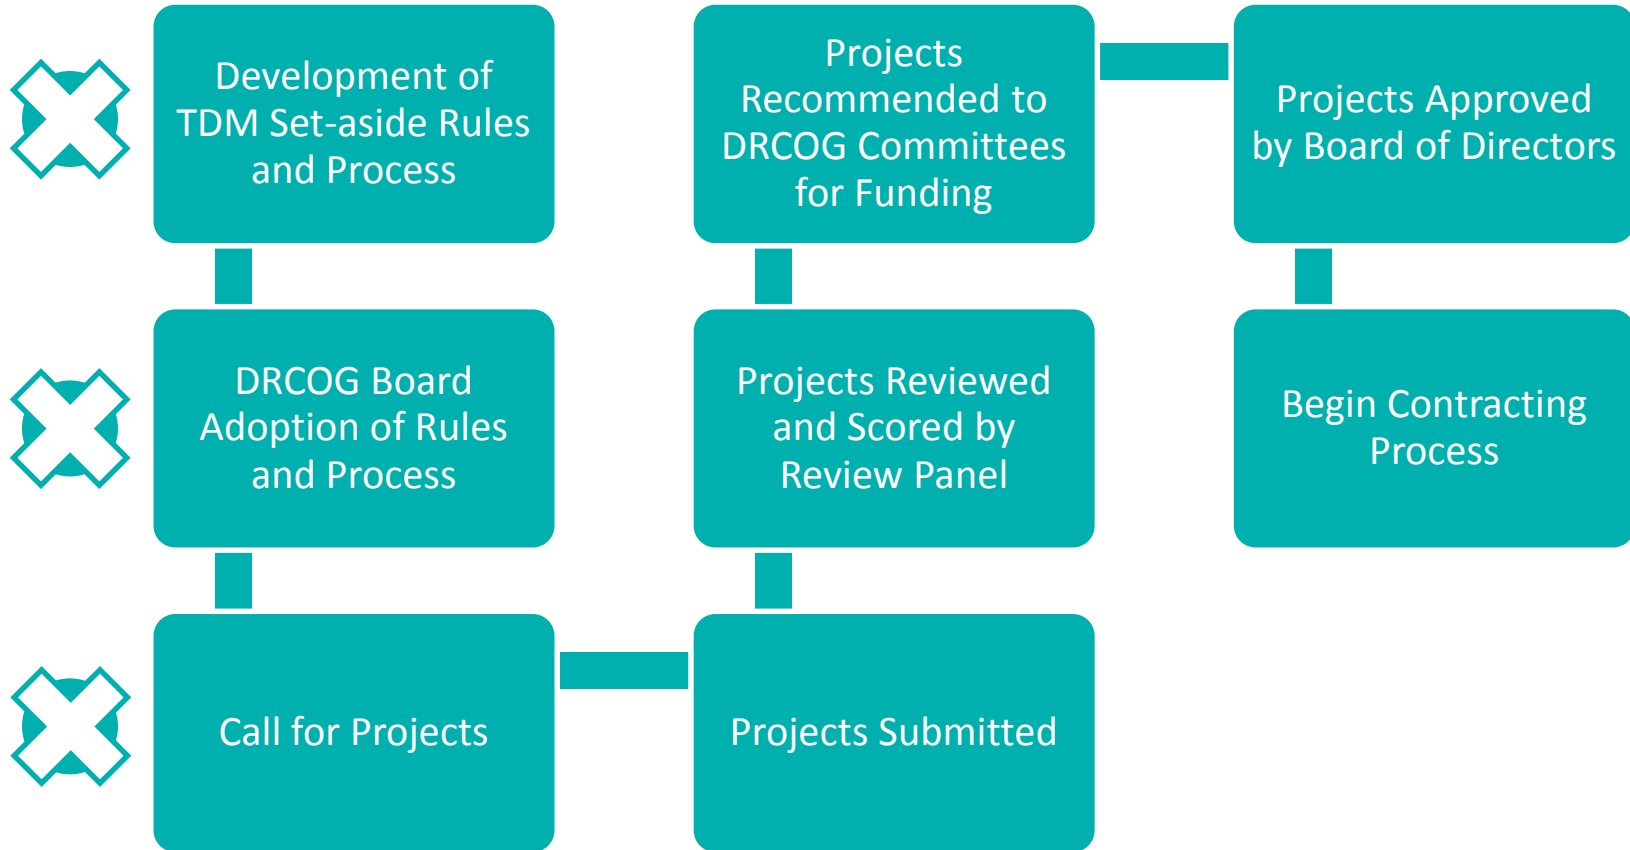 Development of
TDM Set-aside Rules
and Process
DRCOG Board
Adoption of Rules
and Process
Call for Projects
Projects Submitted
Projects Reviewed
and Scored by
Review Panel
Projects
Recommended to
DRCOG Committees
for Funding
Projects Approved
by Board of Directors
Begin Contracting
Process